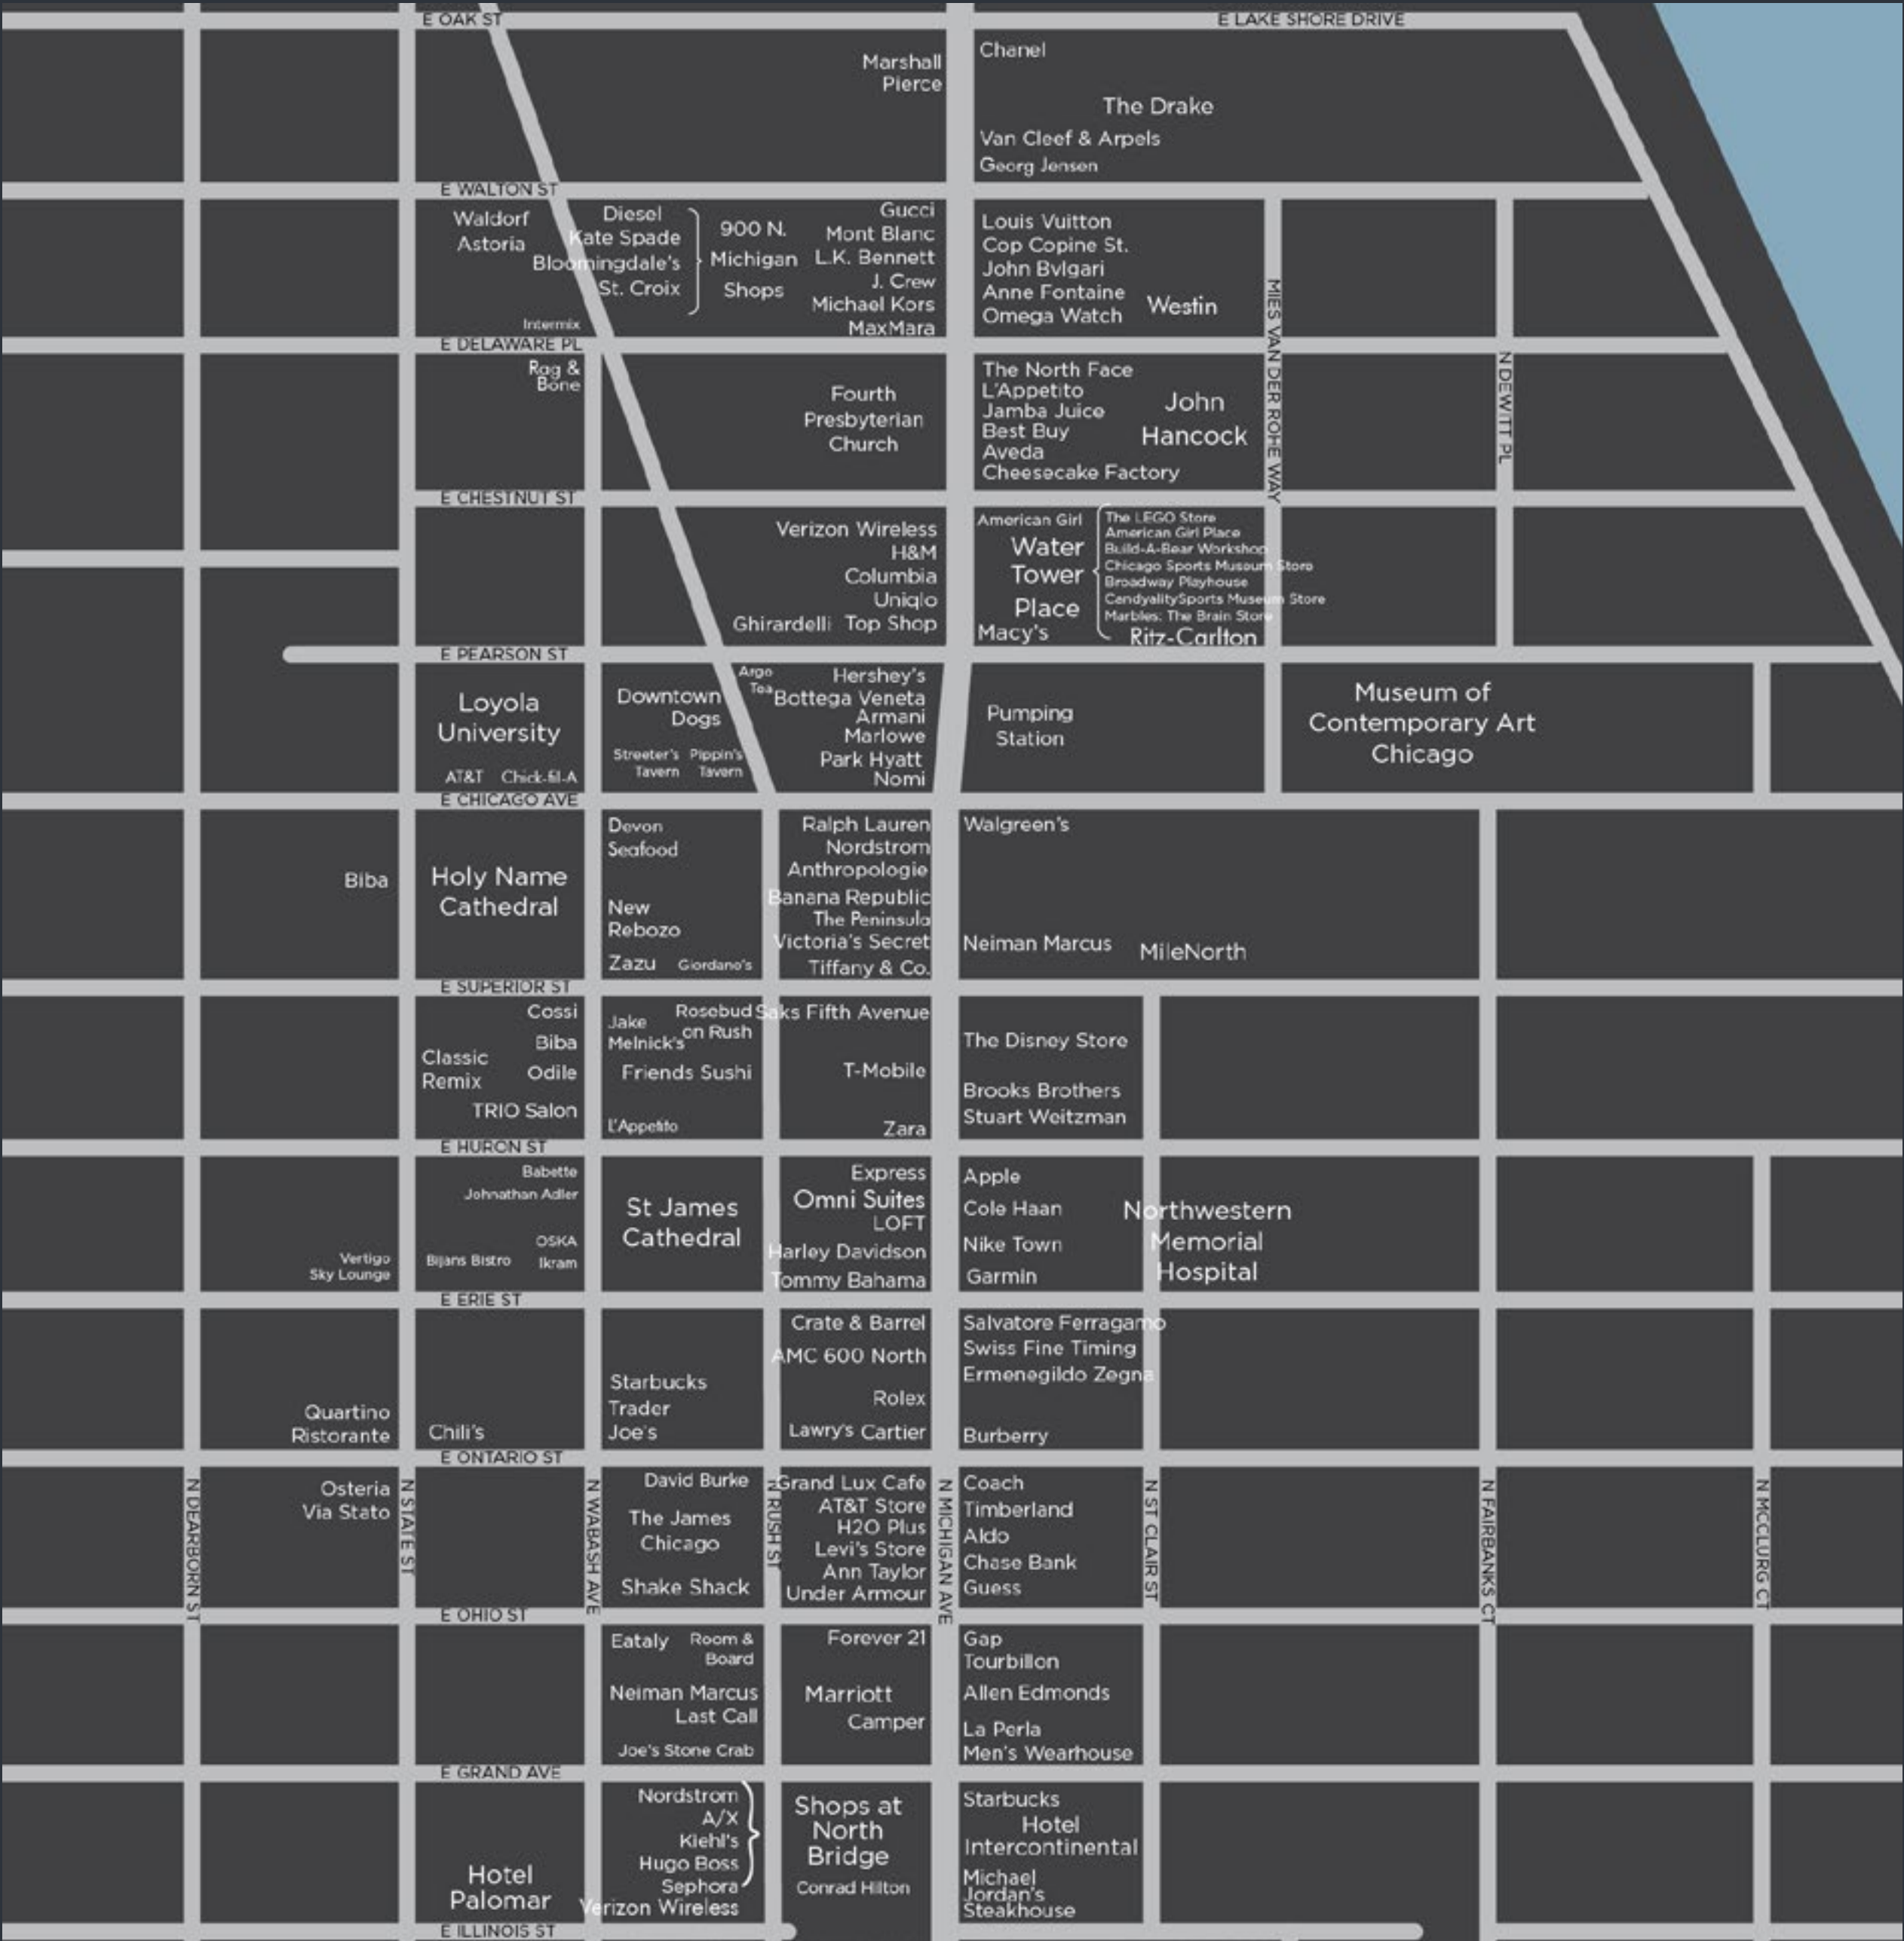 E OAK ST
E LAKE SHORE DRIVE
Marshall
Pierce
Chanel
The Drake
Van Cleef & Arpels
Georg Jensen
E WALTON ST
Waldorf
Astoria
Diesel
Kate Spade
Bloomingdale's
St. Croix
900 N.
Michigan
Shops
Gucci
Mont Blanc
L.K. Bennett
J. Crew
Michael Kors
MaxMara
Louis Vuitton
Cop Copine St.
John Bvlgari
Anne Fontaine
Omega Watch
Westin
Intermix
E DELAWARE PL
MIES VAN DER ROHE WAY
N DEWITT PL
Rag &
Bone
Fourth
Presbyterian
Church
The North Face
L'Appetito
Jamba Juice
Best Buy
Aveda
Cheesecake Factory
John
Hancock
E CHESTNUT ST
Verizon Wireless
H&M
Columbia
Uniqlo
Ghirardelli Top Shop
American Girl
Water
Tower
Place
Macy's
The LEGO Store
American Girl Place
Build-A-Bear Workshop
Chicago Sports Museum Store
Broadway Playhouse
CandyalitySports Museum Store
Marbles: The Brain Store
Ritz-Carlton
E PEARSON ST
Loyola
University
AT&T Chick-fil-A
Downtown
Dogs
Streeter's
Tavern
Pippin's
Tavern
Argo
Tea
Hershey's
Bottega Veneta
Armani
Marlowe
Park Hyatt
Nomi
Pumping
Station
Museum of
Contemporary Art
Chicago
E CHICAGO AVE
Biba
Holy Name
Cathedral
Devon
Seafood
New
Rebozo
Zazu Giordano's
Ralph Lauren
Nordstrom
Anthropologie
Banana Republic
The Peninsula
Victoria's Secret
Tiffany & Co.
Walgreen's
Neiman Marcus
MileNorth
E SUPERIOR ST
Cossi
Biba
Classic
Remix
Odile
TRIO Salon
Jake
Melnick's
Rosebud
on Rush
Friends Sushi
L'Appetito
Saks Fifth Avenue
T-Mobile
Zara
The Disney Store
Brooks Brothers
Stuart Weitzman
E HURON ST
Babette
Johnathan Adler
OSKA
Bijans Bistro Ikram
Vertigo
Sky Lounge
St James
Cathedral
Express
Omni Suites
LOFT
Harley Davidson
Tommy Bahama
Apple
Cole Haan
Nike Town
Garmin
Northwestern
Memorial
Hospital
E ERIE ST
Quartino
Ristorante
Chili's
Starbucks
Trader
Joe's
Crate & Barrel
AMC 600 North
Rolex
Lawry's Cartier
Salvatore Ferragamo
Swiss Fine Timing
Ermenegildo Zegna
Burberry
E ONTARIO ST
N DEARBORN ST
Osteria
Via Stato
N STATE ST
N WABASH AVE
David Burke
The James
Chicago
Shake Shack
N RUSH ST
Grand Lux Cafe
AT&T Store
H2O Plus
Levi's Store
Ann Taylor
Under Armour
N MICHIGAN AVE
Coach
Timberland
Aldo
Chase Bank
Guess
N ST CLAIR ST
N FAIRBANKS CT
N MCCLURG CT
E OHIO ST
Eataly
Room &
Board
Neiman Marcus
Last Call
Joe's Stone Crab
Forever 21
Marriott
Camper
Gap
Tourbillon
Allen Edmonds
La Perla
Men's Wearhouse
E GRAND AVE
Hotel
Palomar
Nordstrom
A/X
Kiehl's
Hugo Boss
Sephora
Verizon Wireless
Shops at
North
Bridge
Conrad Hilton
Starbucks
Hotel
Intercontinental
Michael
Jordan's
Steakhouse
E ILLINOIS ST